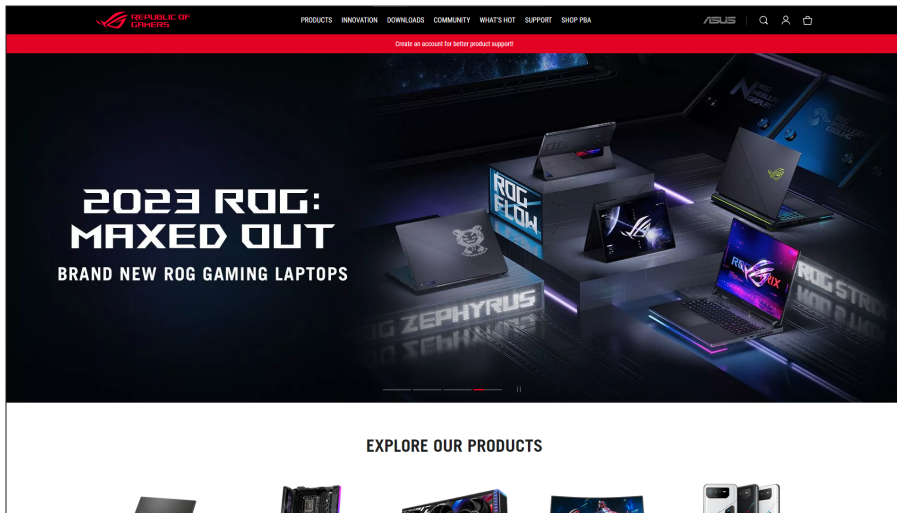 REPUBLIC OF
GAMERS
PRODUCTS INNOVATION DOWNLOADS COMMUNITY WHAT'S HOT SUPPORT SHOP PBA
/SUS
Create an account for better product support!
2023 ROG:
MAXED OUT
BRAND NEW ROG GAMING LAPTOPS
ROG
FLOW
ROG STRIX
ZEPHYRUS
EXPLORE OUR PRODUCTS